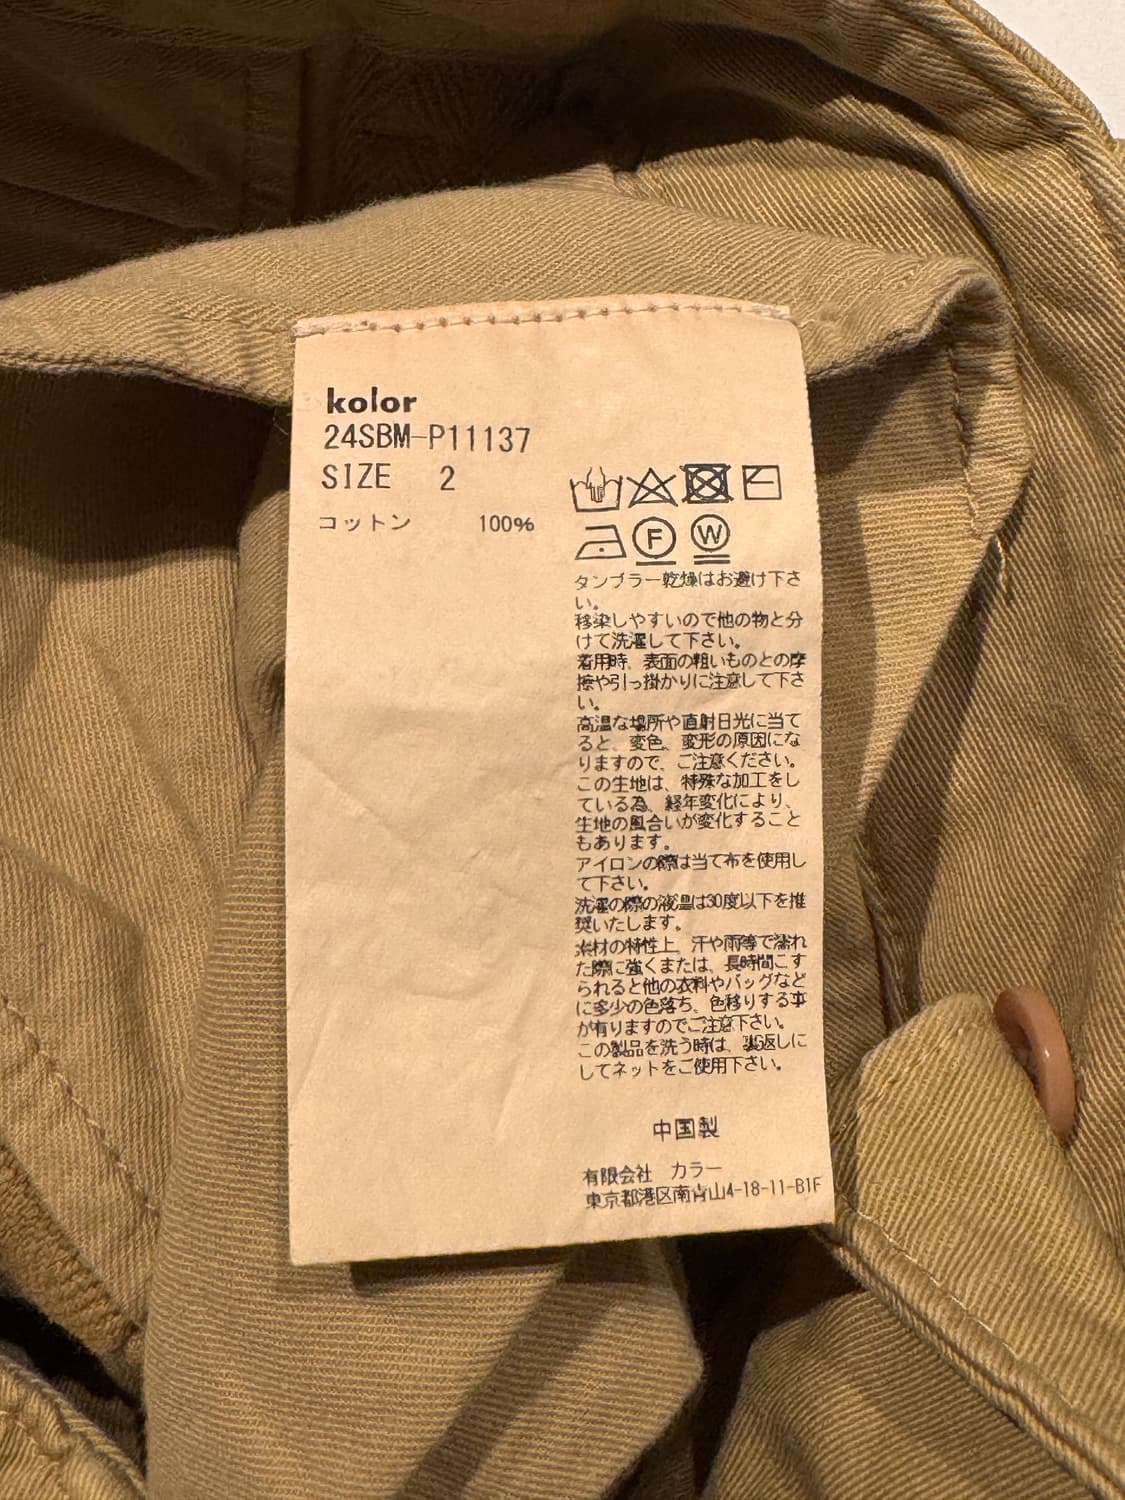 kolor
24SBM-P11137
SIZE 2
コットン 100%
F W
タンブラー乾燥はお避け下さ
い。
移染しやすいので他の物と分
けて洗濯して下さい。
着用時、表面の粗いものとの摩
擦や引っ掛かりに注意して下さ
い。
高温な場所や直射日光に当て
ると、変色、変形の原因にな
りますので、ご注意ください。
この生地は、特殊な加工をし
ている為、経年変化により、
生地の風合いが変化すること
もあります。
アイロンの際は当て布を使用し
て下さい。
洗濯の際の液温は30度以下を推
奨いたします。
素材の特性上、汗や雨等で濡れ
た際に強くまたは、長時間こす
られると他の衣料やバッグなど
に多少の色落ち、色移りする事
が有りますのでご注意下さい。
この製品を洗う時は、裏返しに
してネットをご使用下さい。
中国製
有限会社 カラー
東京都港区南青山4-18-11-B1F